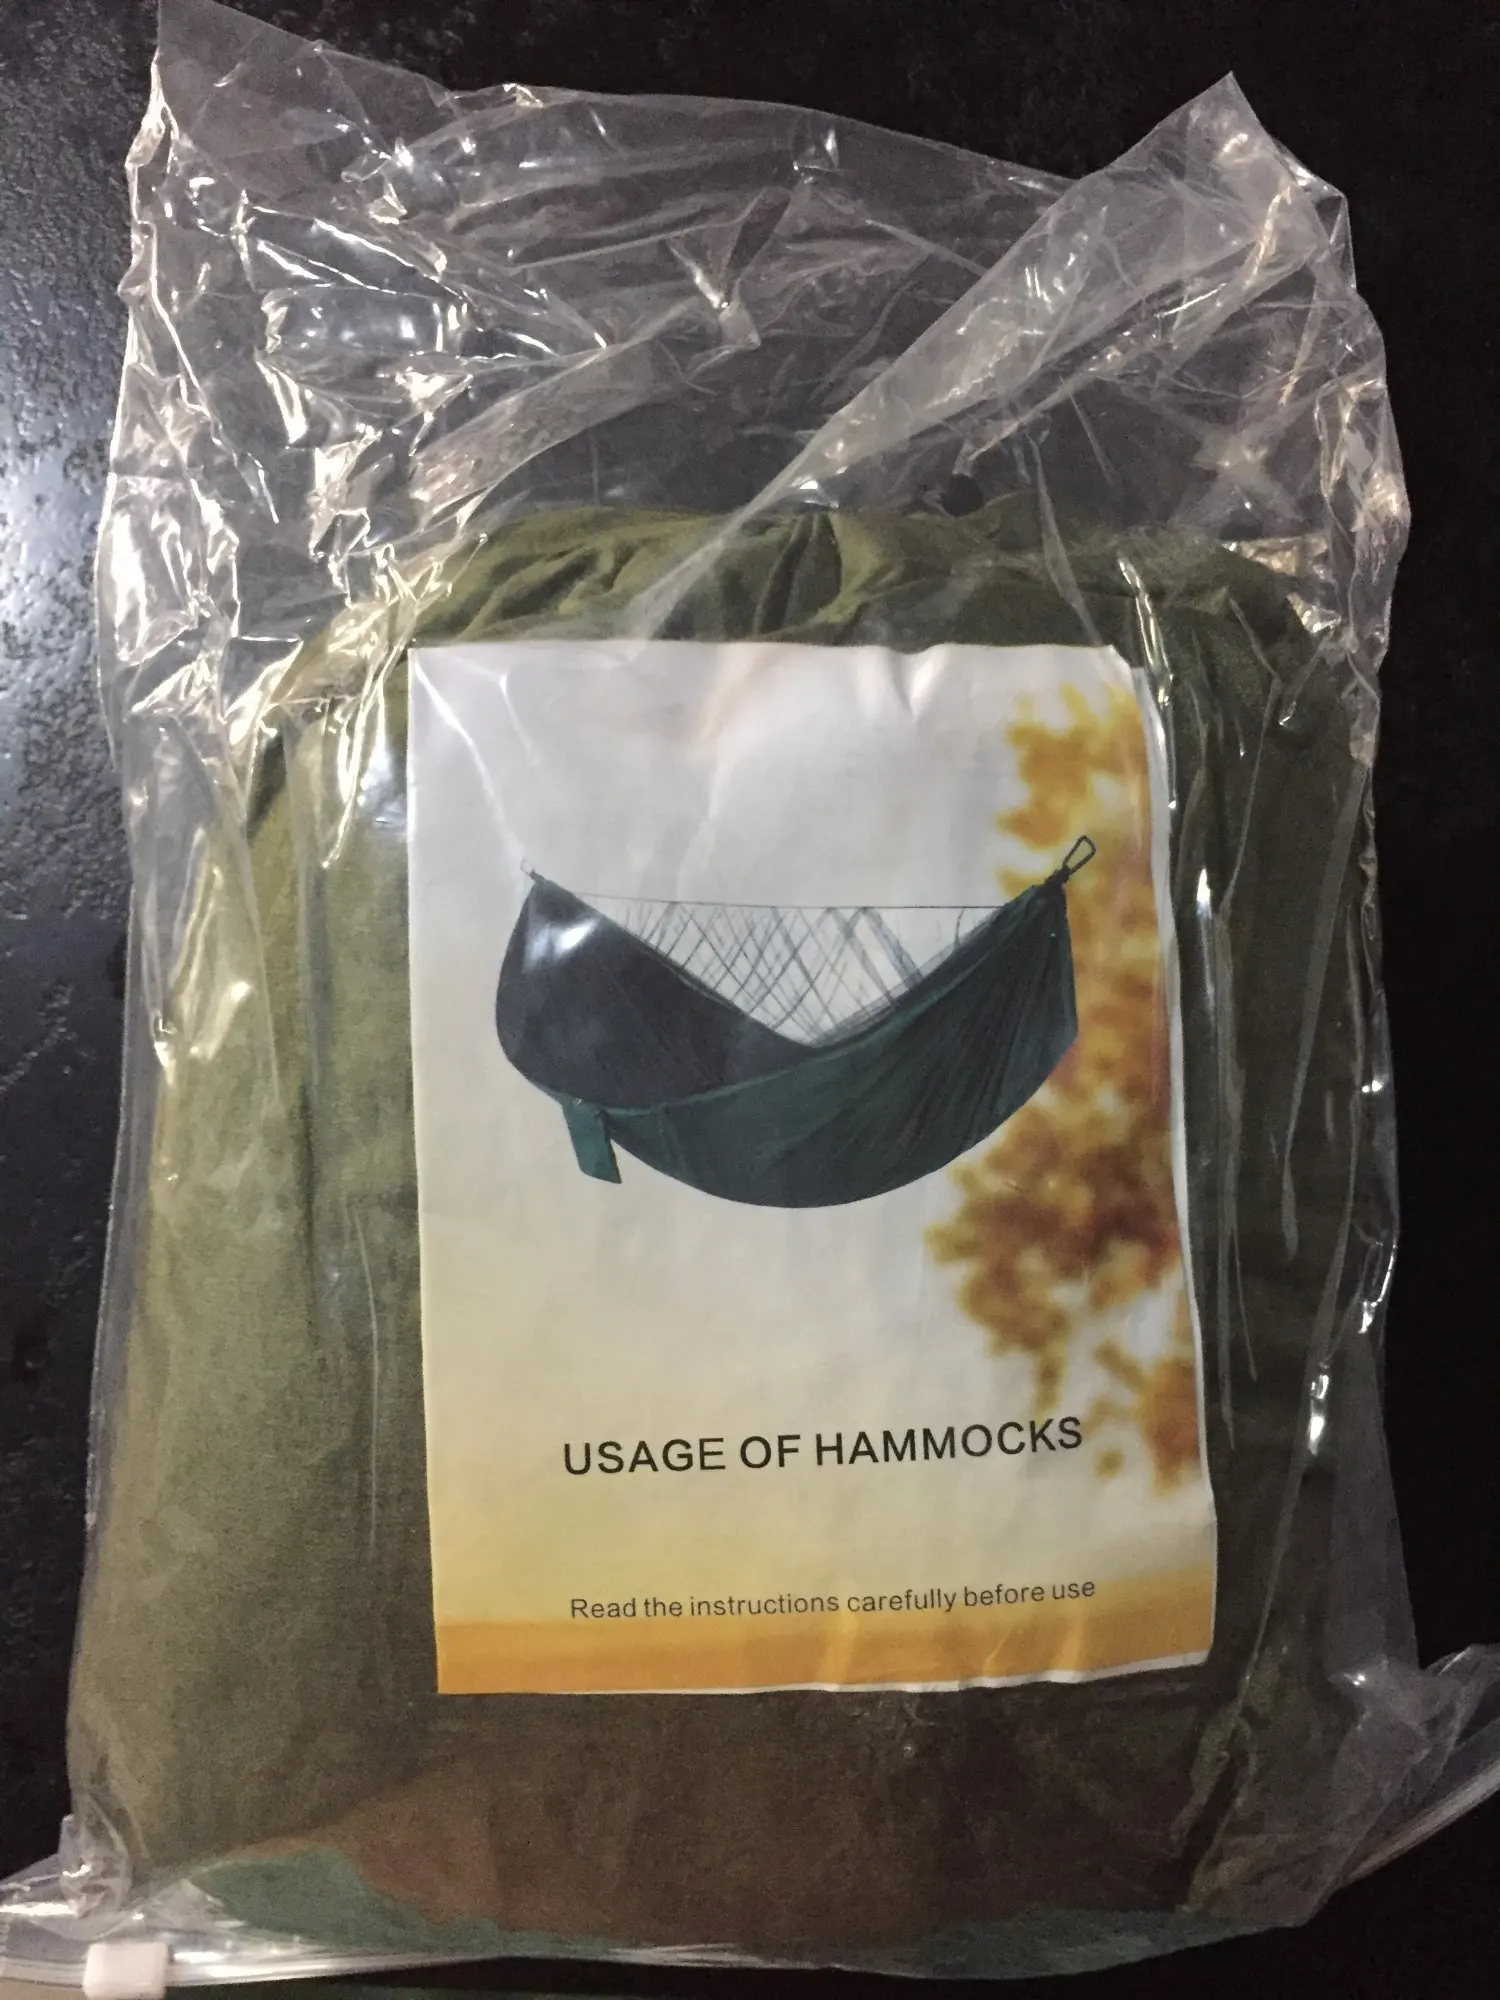 USAGE OF HAMMOCKS
Read the instructions carefully before use